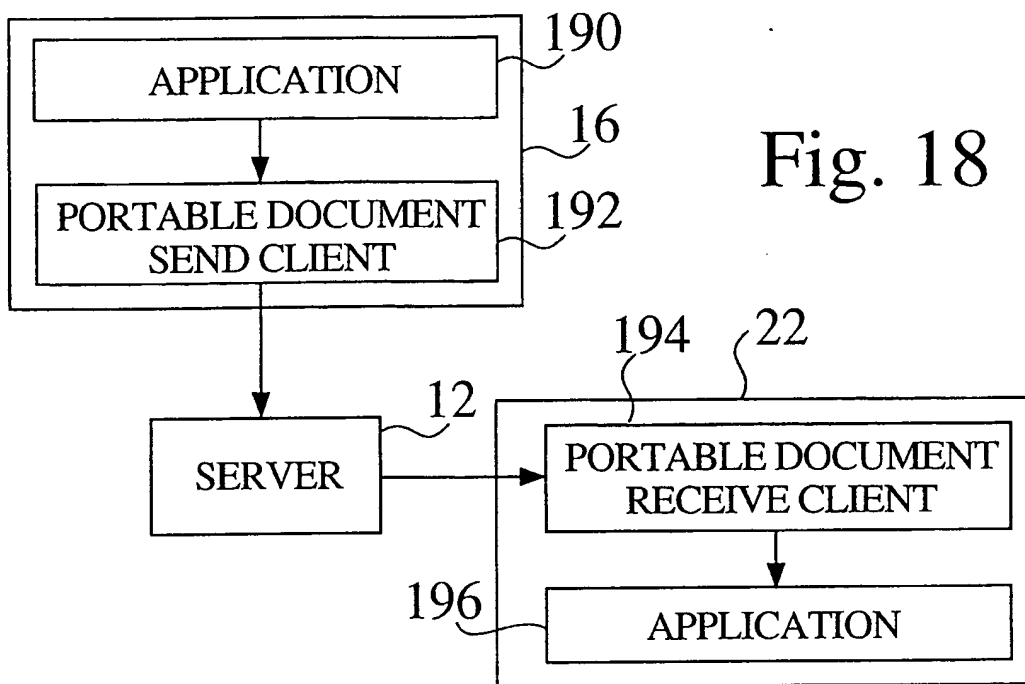 190
APPLICATION
16
Fig. 18
PORTABLE DOCUMENT
SEND CLIENT
192
194
22
12
SERVER
PORTABLE DOCUMENT
RECEIVE CLIENT
196
APPLICATION